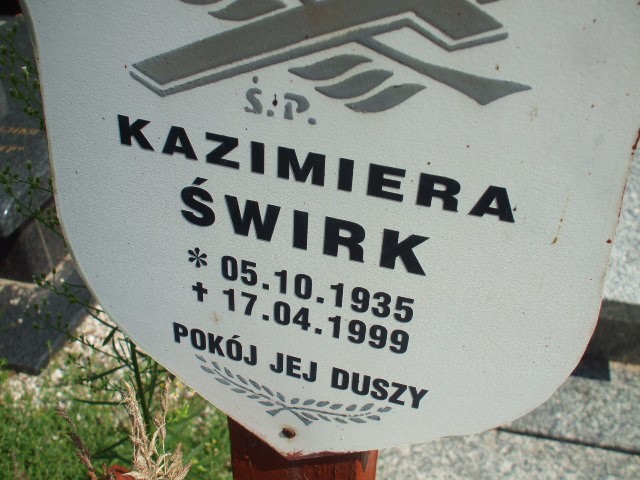 Ś.P.
KAZIMIERA
ŚWIRK
* 05.10.1935
✝ 17.04.1999
POKÓJ JEJ DUSZY